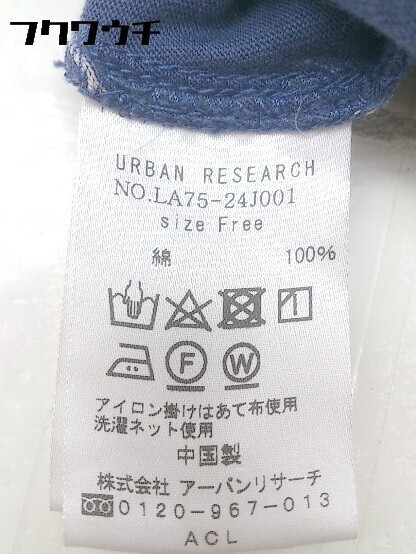 フクワウチ
URBAN RESEARCH
NO.LA75-24J001
size Free
綿 100%
F W
アイロン掛けはあて布使用
洗濯ネット使用
中国製
株式会社 アーバンリサーチ
0120-967-013
ACL